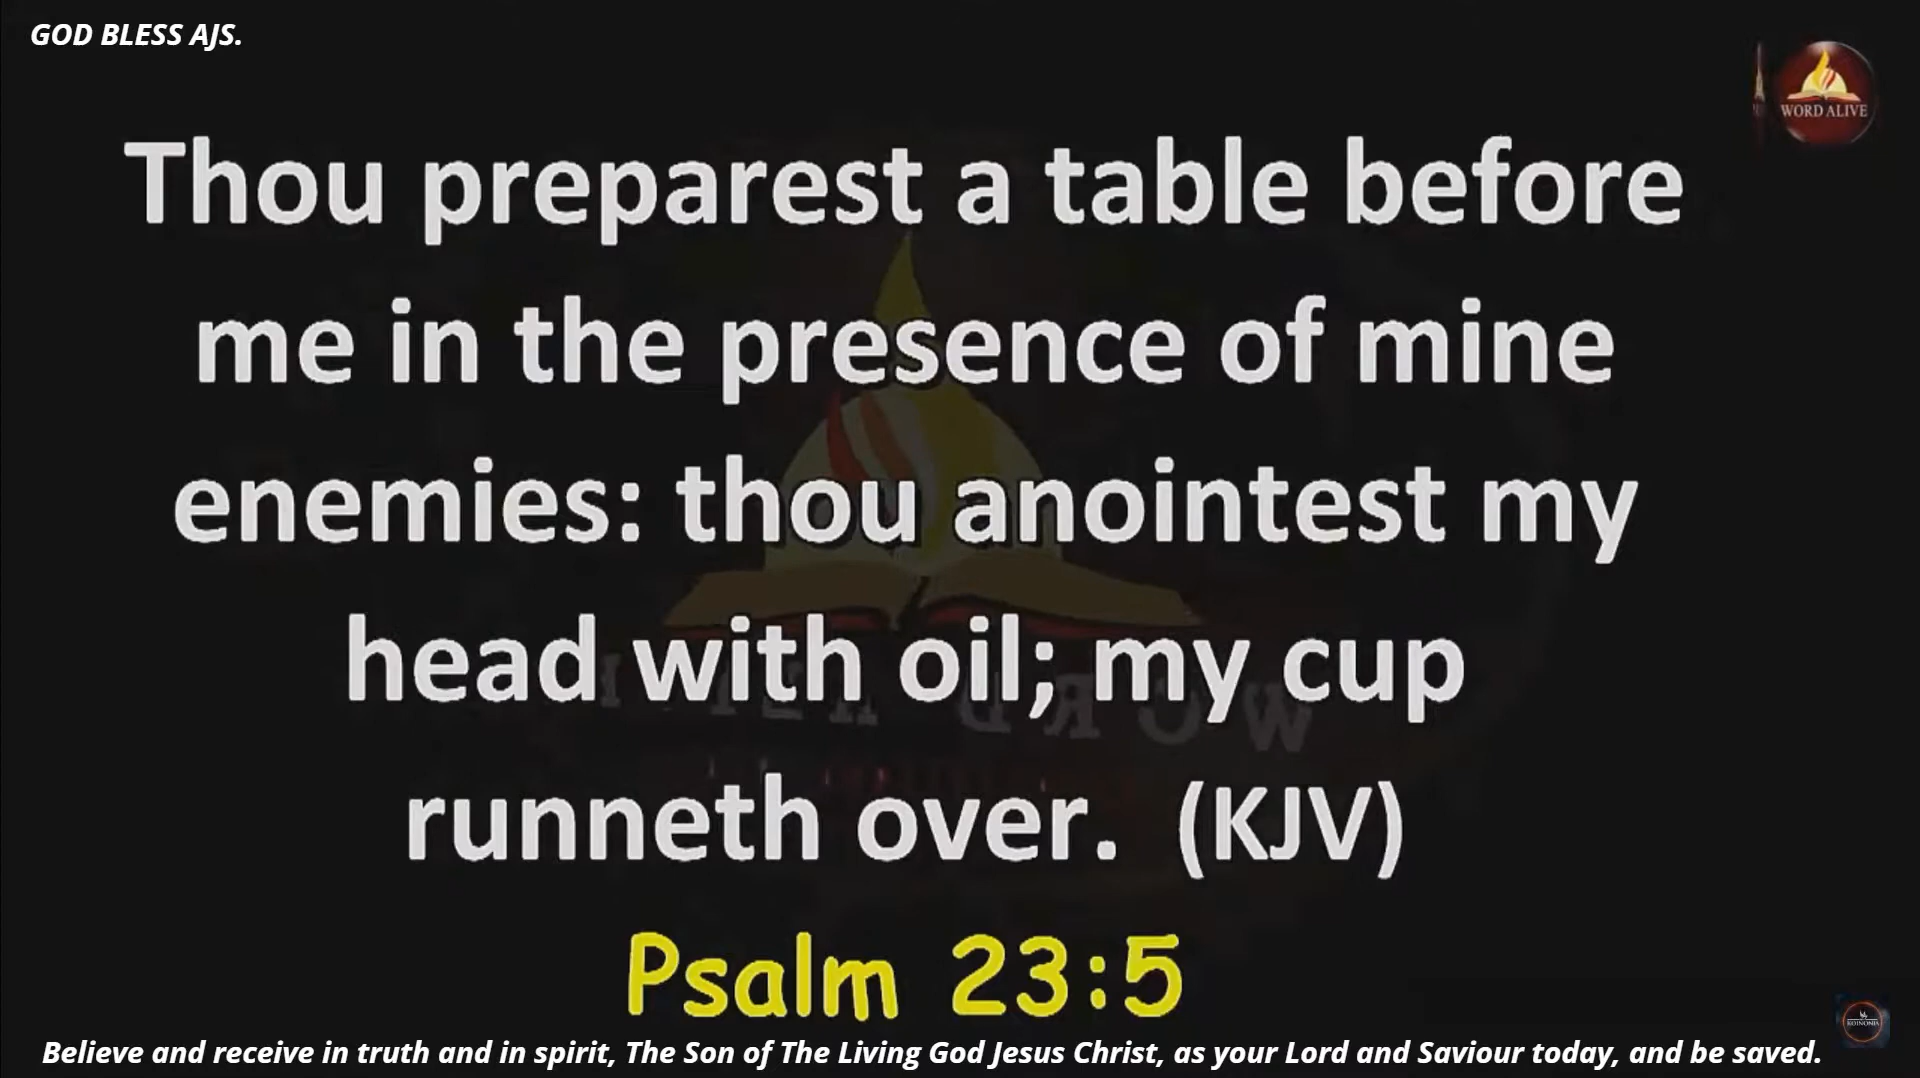 GOD BLESS AJS.
WORD ALIVE
Thou preparest a table before
me in the presence of mine
enemies: thou anointest my
head with oil; my cup
runneth over. (KJV)
Psalm 23:5
KOINONIA
Believe and receive in truth and in spirit, The Son of The Living God Jesus Christ, as your Lord and Saviour today, and be saved.